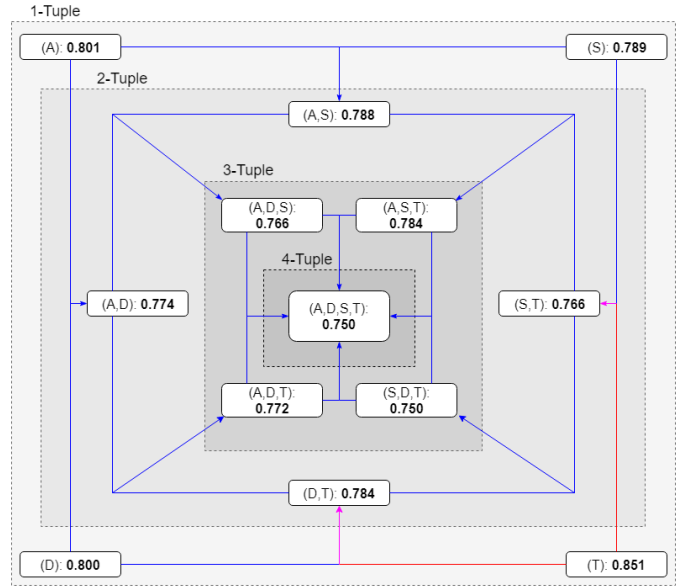 1-Tuple
(A): 0.801
(S): 0.789
2-Tuple
(A,S): 0.788
3-Tuple
(A,D,S):
0.766
(A,S,T):
0.784
4-Tuple
(A,D): 0.774
(A,D,S,T):
0.750
(S,T): 0.766
(A,D,T):
0.772
(S,D,T):
0.750
(D,T): 0.784
(D): 0.800
(T): 0.851